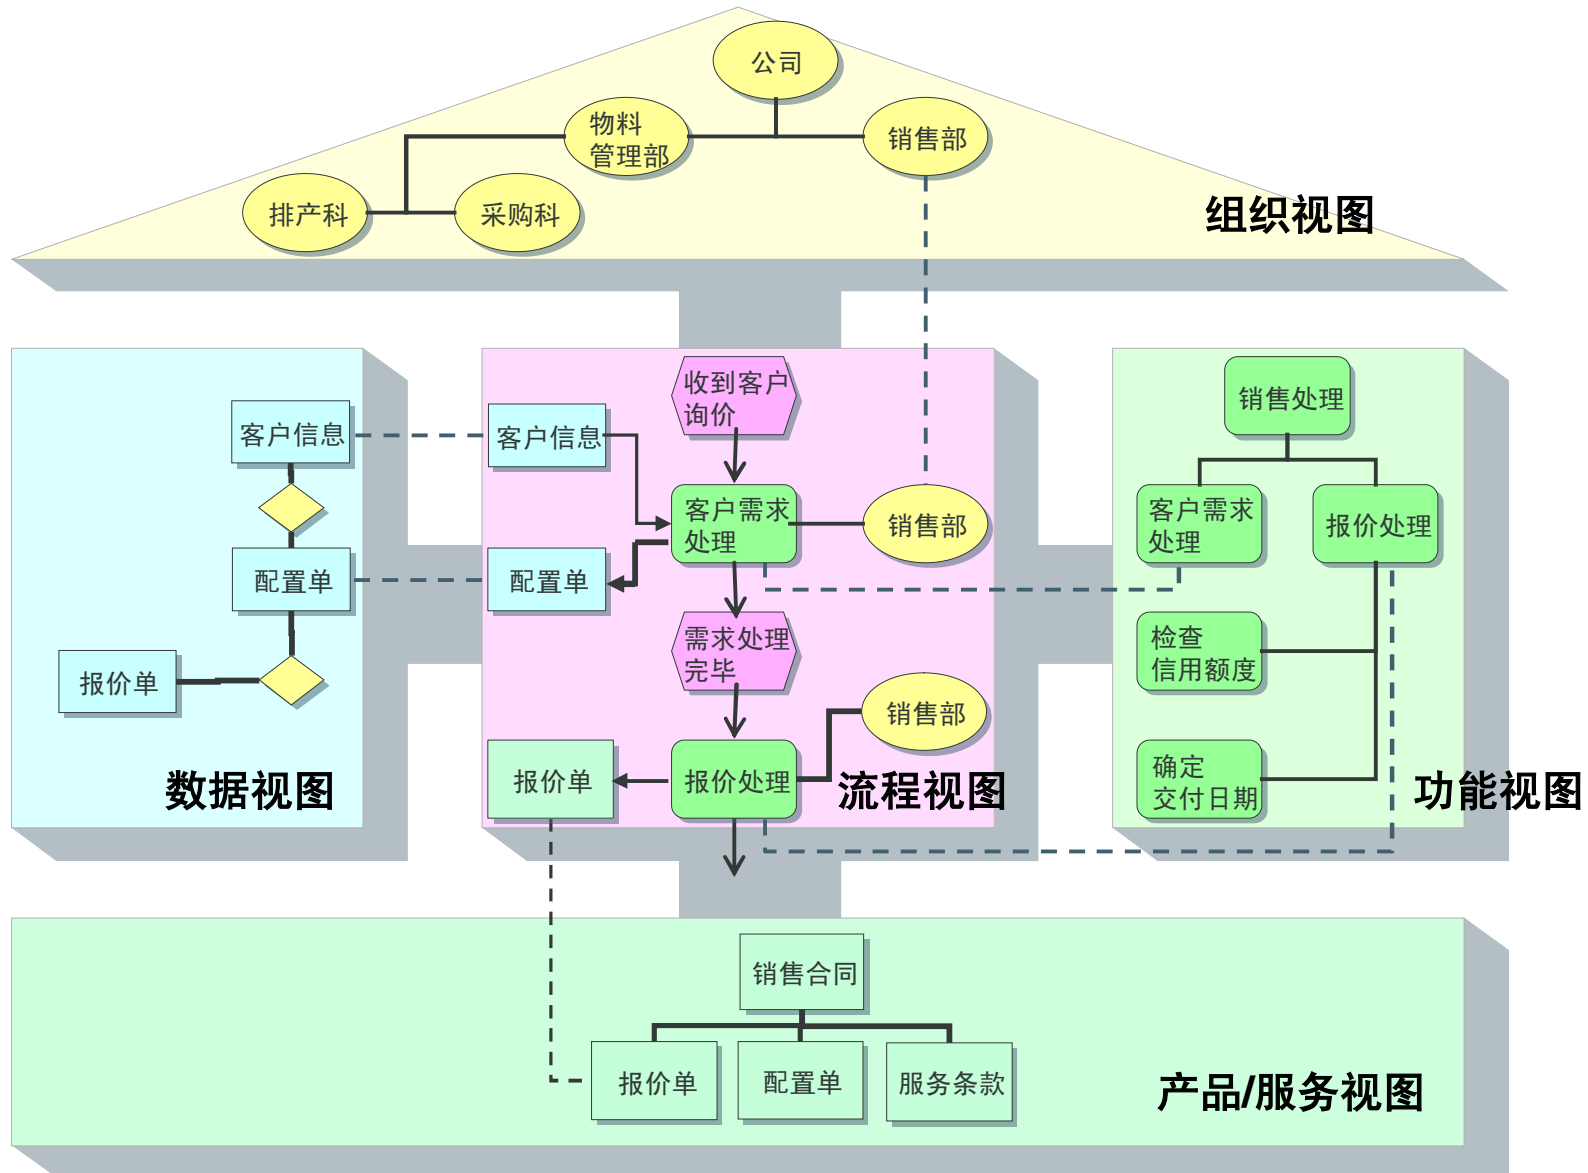 公司
物料
管理部
销售部
排产科
采购科
组织视图
客户信息
配置单
报价单
数据视图
收到客户
询价
客户信息
客户需求
处理
销售部
配置单
需求处理
完毕
销售部
报价单
报价处理
流程视图
销售处理
客户需求
处理
报价处理
检查
信用额度
确定
交付日期
功能视图
销售合同
报价单
配置单
服务条款
产品/服务视图